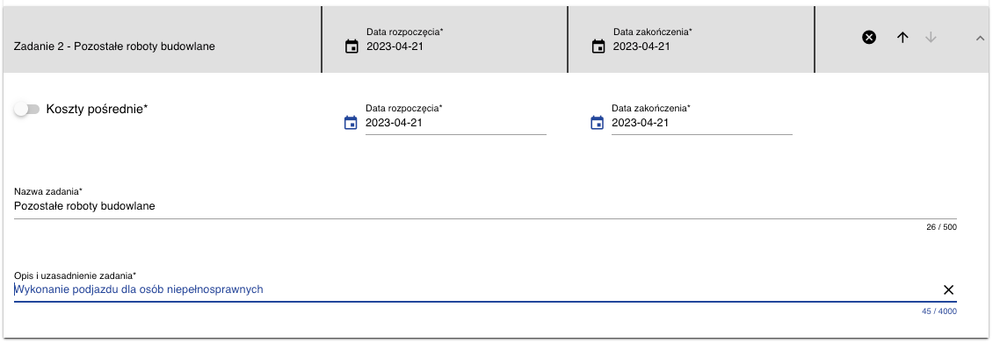 Zadanie 2 - Pozostałe roboty budowlane
Data rozpoczęcia*
2023-04-21
Data zakończenia*
2023-04-21
Koszty pośrednie*
Data rozpoczęcia*
2023-04-21
Data zakończenia*
2023-04-21
Nazwa zadania*
Pozostałe roboty budowlane
26 / 500
Opis i uzasadnienie zadania*
Wykonanie podjazdu dla osób niepełnosprawnych
45 / 4000